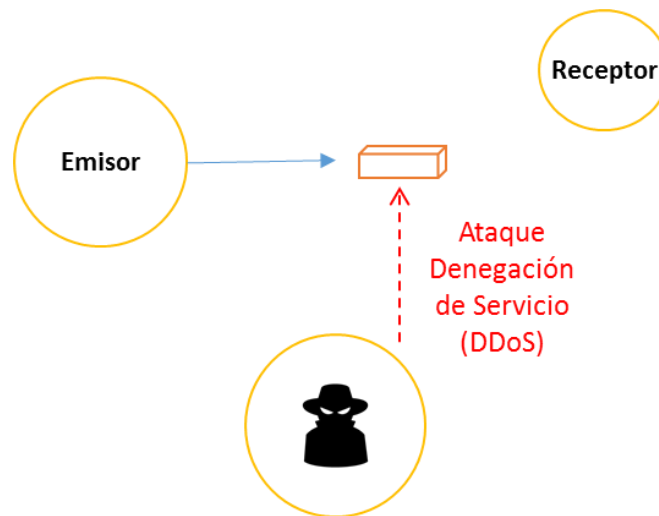 Receptor
Emisor
Ataque
Denegación
de Servicio
(DDoS)